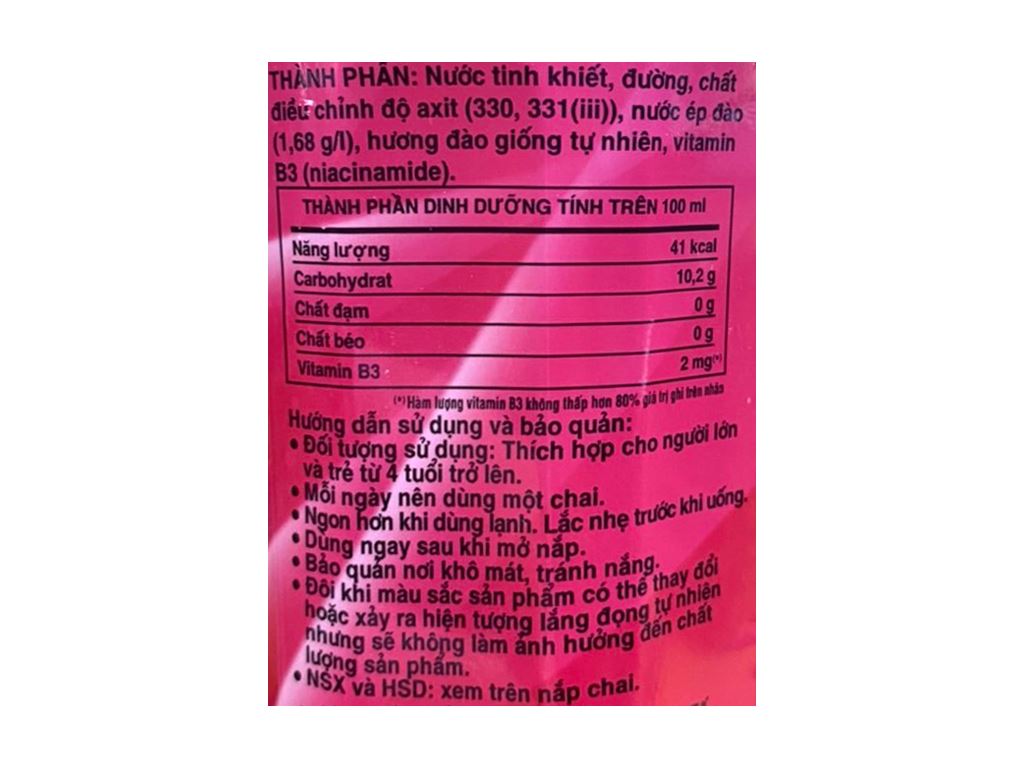 THÀNH PHẦN: Nước tinh khiết, đường, chất
điều chỉnh độ axit (330, 331(iii)), nước ép đào
(1,68 g/l), hương đào giống tự nhiên, vitamin
B3 (niacinamide).
THÀNH PHẦN DINH DƯỠNG TÍNH TRÊN 100 ml
Năng lượng 41 kcal
Carbohydrat 10,2 g
Chất đạm 0 g
Chất béo 0 g
Vitamin B3 2 mg(*)
(*) Hàm lượng vitamin B3 không thấp hơn 80% giá trị ghi trên nhãn
Hướng dẫn sử dụng và bảo quản:
• Đối tượng sử dụng: Thích hợp cho người lớn
và trẻ từ 4 tuổi trở lên.
• Mỗi ngày nên dùng một chai.
• Ngon hơn khi dùng lạnh. Lắc nhẹ trước khi uống.
• Dùng ngay sau khi mở nắp.
• Bảo quản nơi khô mát, tránh nắng.
• Đôi khi màu sắc sản phẩm có thể thay đổi
hoặc xảy ra hiện tượng lắng đọng tự nhiên
nhưng sẽ không làm ảnh hưởng đến chất
lượng sản phẩm.
• NSX và HSD: xem trên nắp chai.